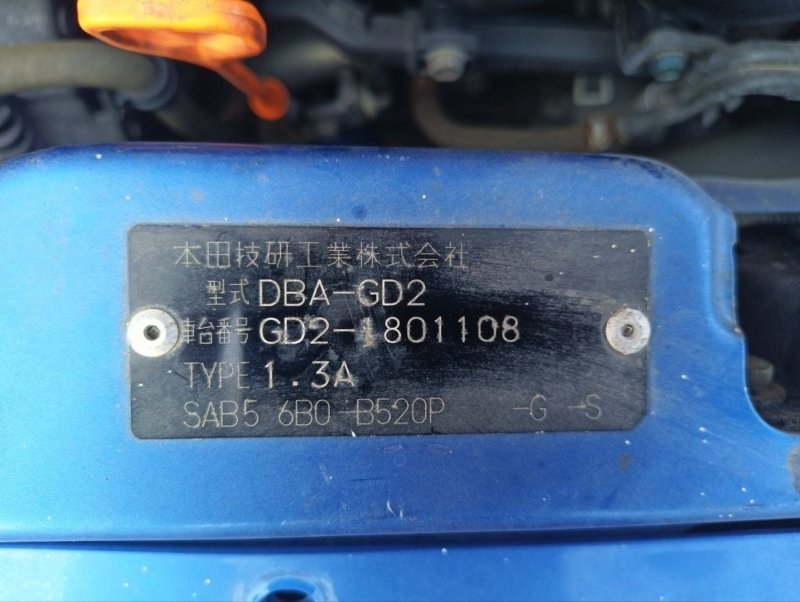 本田技研工業株式会社
型式 DBA-GD2
車台番号 GD2-1801108
TYPE 1.3A
SAB5 6B0-B520P -G -S